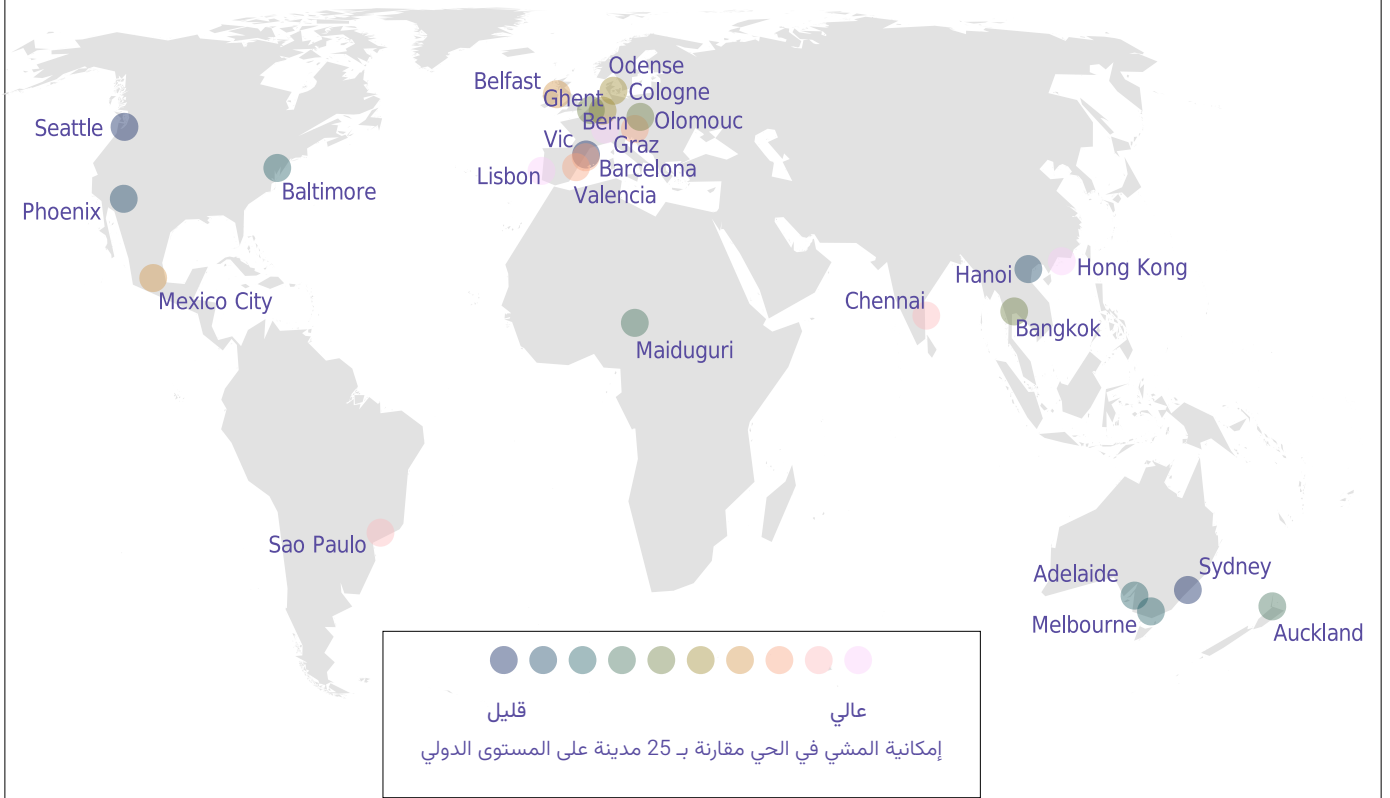 Odense
Belfast
Cologne
Ghent
Seattle
Bern
Olomouc
Vic
Graz
Barcelona
Lisbon
Baltimore
Valencia
Phoenix
Hanoi
Hong Kong
Mexico City
Chennai
Bangkok
Maiduguri
Sao Paulo
Adelaide
Sydney
Melbourne
Auckland
قليل
عالي
إمكانية المشي في الحي مقارنة بـ 25 مدينة على المستوى الدولي